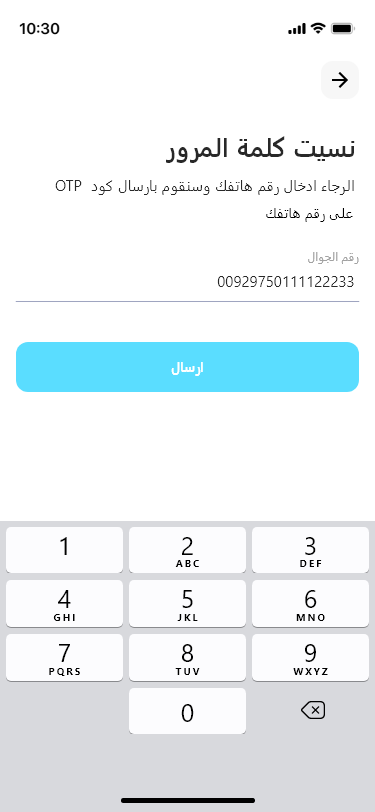 10:30
نسيت كلمة المرور
الرجاء ادخال رقم هاتفك وسنقوم بارسال كود OTP
على رقم هاتفك
رقم الجوال
00929750111122233
ارسال
1
2
ABC
3
DEF
4
GHI
5
JKL
6
MNO
7
PQRS
8
TUV
9
WXYZ
0